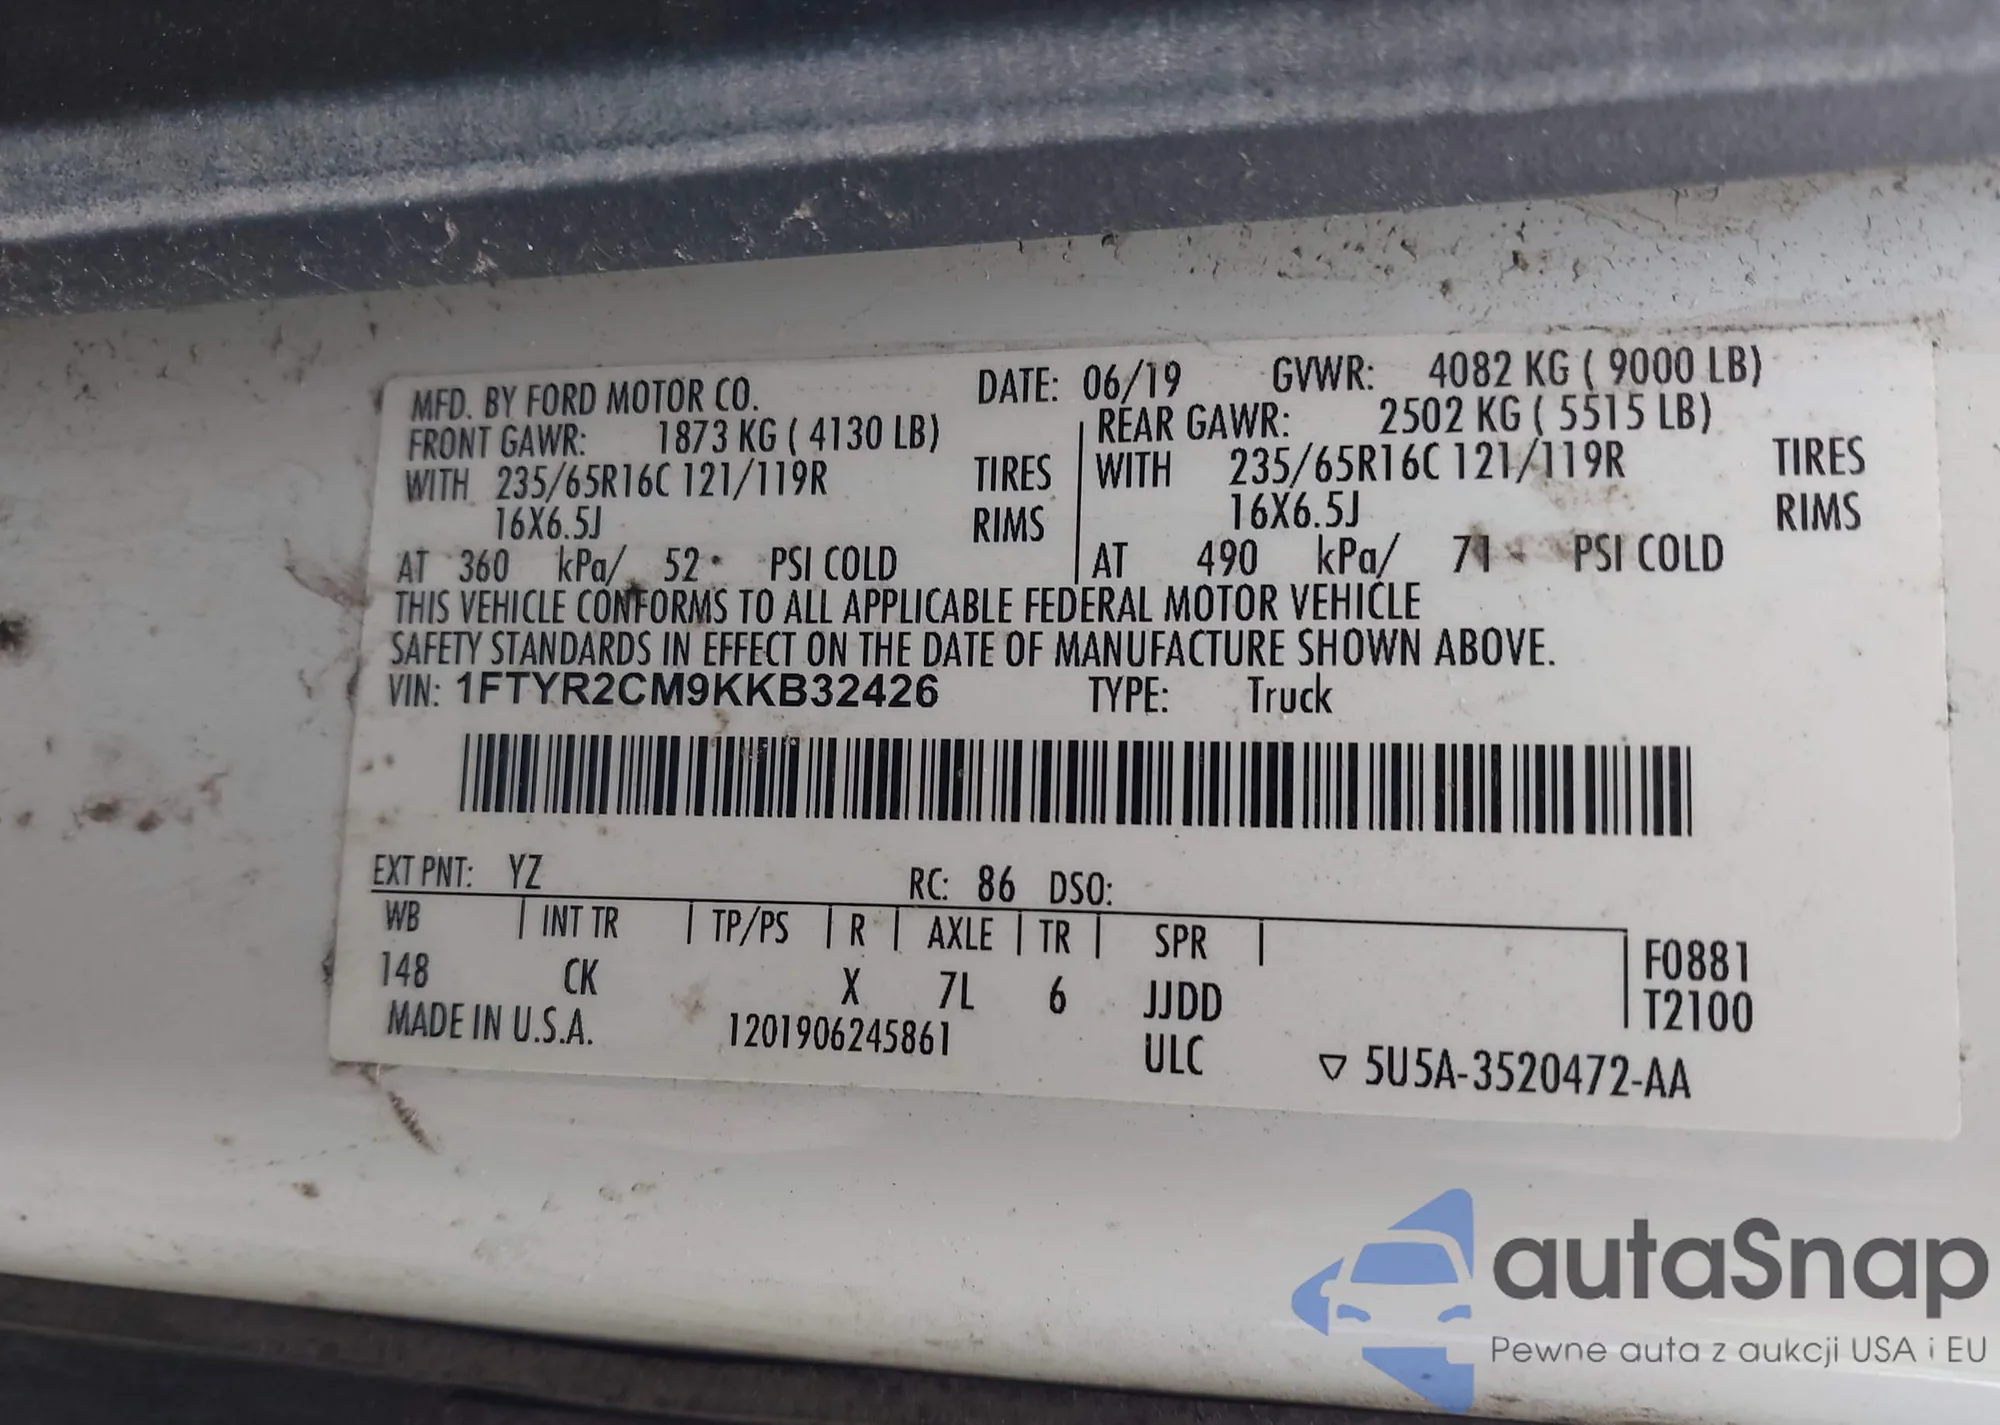 MFD. BY FORD MOTOR CO. DATE: 06/19 GVWR: 4082 KG ( 9000 LB)
FRONT GAWR: 1873 KG ( 4130 LB) REAR GAWR: 2502 KG ( 5515 LB)
WITH 235/65R16C 121/119R TIRES WITH 235/65R16C 121/119R TIRES
16X6.5J RIMS 16X6.5J RIMS
AT 360 kPa/ 52 PSI COLD AT 490 kPa/ 71 PSI COLD
THIS VEHICLE CONFORMS TO ALL APPLICABLE FEDERAL MOTOR VEHICLE
SAFETY STANDARDS IN EFFECT ON THE DATE OF MANUFACTURE SHOWN ABOVE.
VIN: 1FTYR2CM9KKB32426 TYPE: Truck
EXT PNT: YZ RC: 86 DSO:
WB INT TR TP/PS R AXLE TR SPR F0881
148 CK X 7L 6 JJDD T2100
MADE IN U.S.A. 1201906245861 ULC ▽ 5U5A-3520472-AA
autaSnap
Pewne auta z aukcji USA i EU